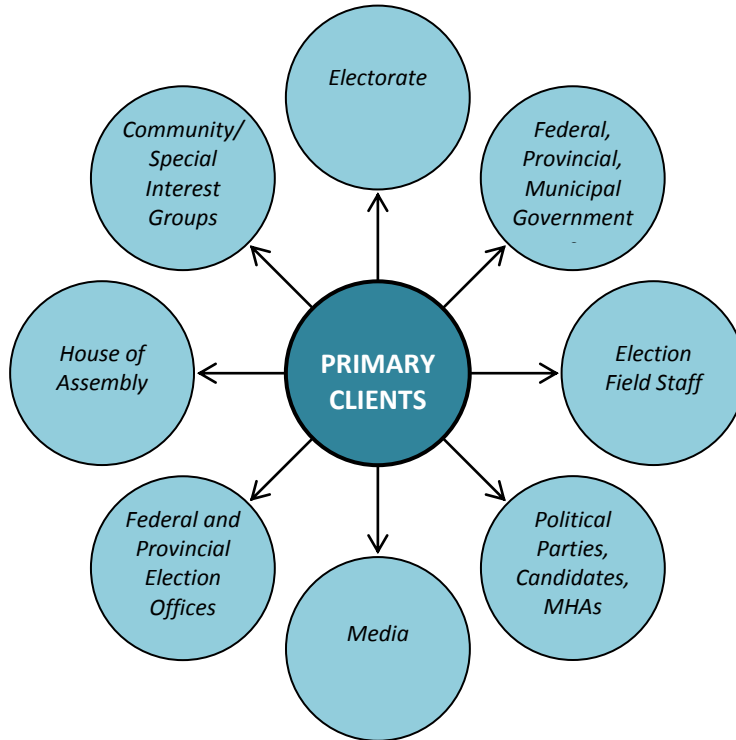 Electorate
Federal,
Provincial,
Municipal
Government
Election
Field Staff
Political
Parties,
Candidates,
MHAs
Media
Federal and
Provincial
Election
Offices
House of
Assembly
Community/
Special
Interest
Groups
PRIMARY
CLIENTS